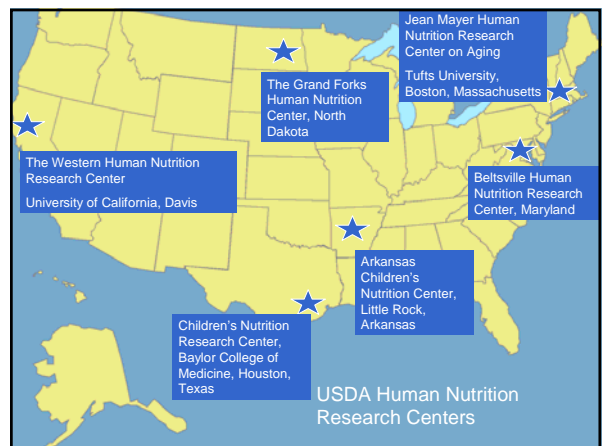 Jean Mayer Human
Nutrition Research
Center on Aging
Tufts University,
Boston, Massachusetts
The Grand Forks
Human Nutrition
Center, North
Dakota
The Western Human Nutrition
Research Center
University of California, Davis
Beltsville Human
Nutrition Research
Center, Maryland
Arkansas
Children's
Nutrition Center,
Little Rock,
Arkansas
Children's Nutrition
Research Center,
Baylor College of
Medicine, Houston,
Texas
USDA Human Nutrition
Research Centers